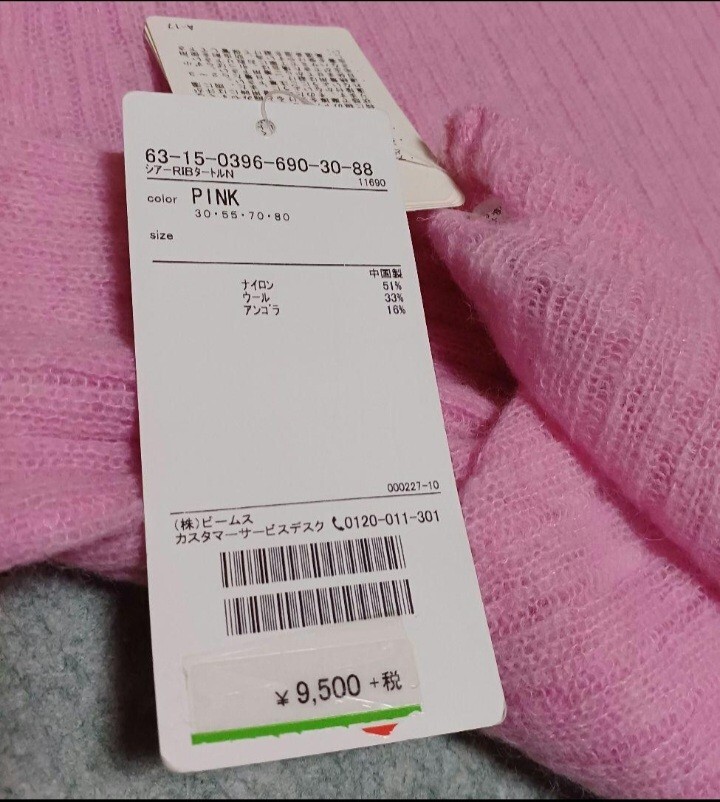 A-17
63-15-0396-690-30-88
シアーRIBタートルN
11690
color PINK
30・55・70・80
size
中国製
ナイロン 51%
ウール 33%
アンゴラ 16%
000227-10
(株)ビームス
カスタマーサービスデスク 0120-011-301
¥9,500+税